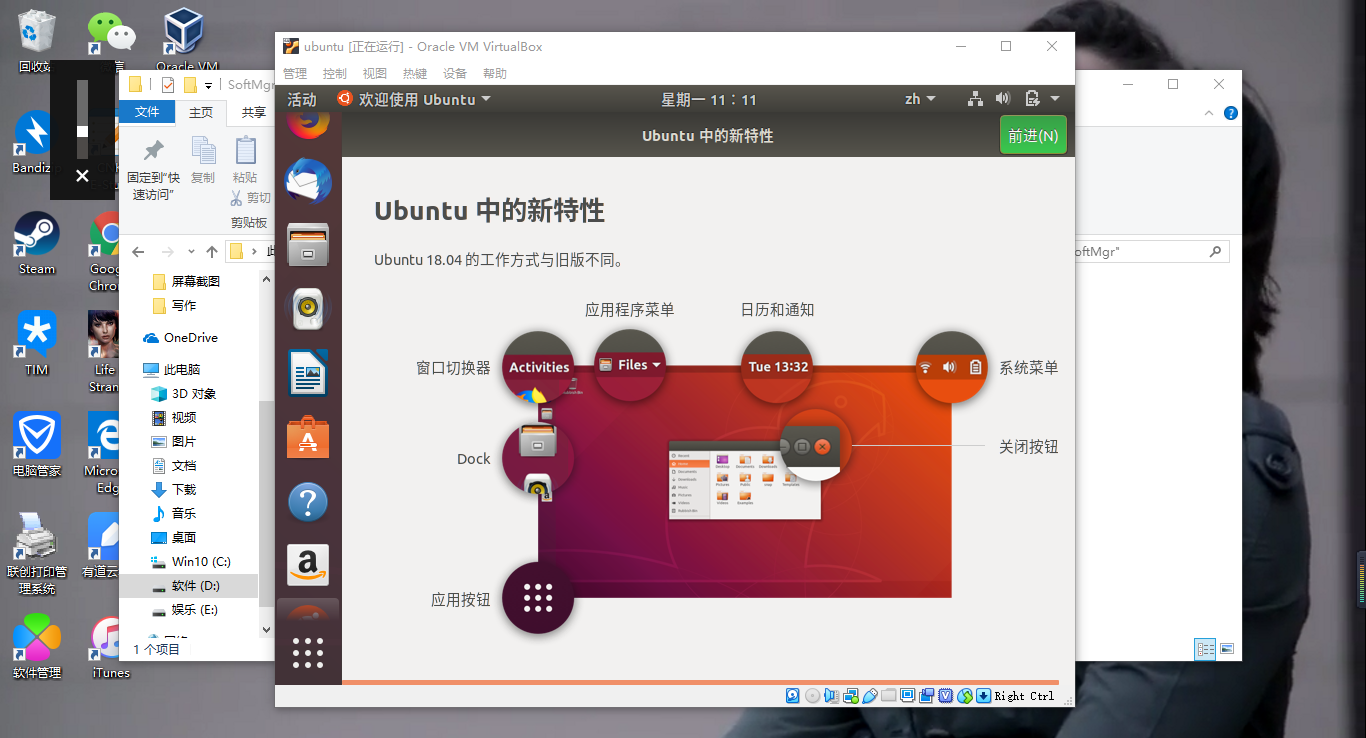 回收站
微信
Oracle VM
Bandiz
Steam
Goog
Chron
TIM
Life
Stran
电脑管家
Micros
Edg
联创打印管
理系统
有道云
软件管理
iTunes
SoftMgr
文件
主页
共享
固定到"快
速访问"
复制
粘贴
剪切
剪贴板
此
oftMgr"
屏幕截图
写作
OneDrive
此电脑
3D 对象
视频
图片
文档
下载
音乐
桌面
Win10 (C:)
软件 (D:)
娱乐 (E:)
1 个项目
ubuntu [正在运行] - Oracle VM VirtualBox
管理
控制
视图
热键
设备
帮助
活动
欢迎使用 Ubuntu
星期一 11：11
zh
Ubuntu 中的新特性
前进(N)
Ubuntu 中的新特性
Ubuntu 18.04 的工作方式与旧版不同。
应用程序菜单
日历和通知
窗口切换器
Activities
Files
Tue 13:32
系统菜单
关闭按钮
Dock
应用按钮
Right Ctrl